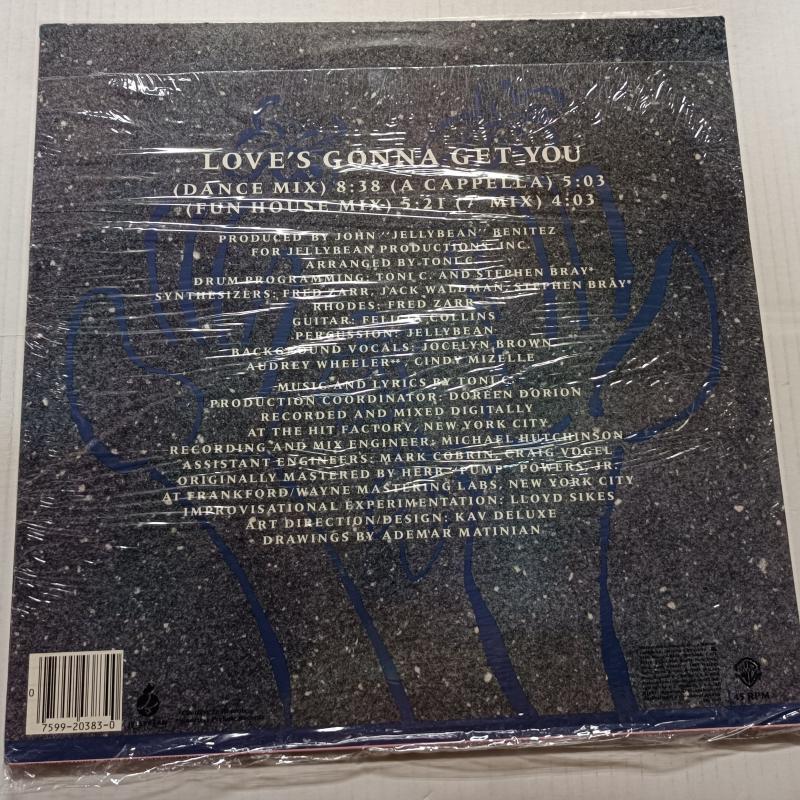 LOVE'S GONNA GET YOU
(DANCE MIX) 8:38 (A CAPPELLA) 5:03
(FUN HOUSE MIX) 5:21 (7" MIX) 4:03
PRODUCED BY JOHN "JELLYBEAN" BENITEZ
FOR JELLYBEAN PRODUCTIONS, INC.
ARRANGED BY TONI C.
DRUM PROGRAMMING: TONI C. AND STEPHEN BRAY*
SYNTHESIZERS: FRED ZARR, JACK WALDMAN, STEPHEN BRAY*
RHODES: FRED ZARR
GUITAR: FELICIA COLLINS
PERCUSSION: JELLYBEAN
BACKGROUND VOCALS: JOCELYN BROWN,
AUDREY WHEELER**, CINDY MIZELLE
MUSIC AND LYRICS BY TONI C.
PRODUCTION COORDINATOR: DOREEN DORION
RECORDED AND MIXED DIGITALLY
AT THE HIT FACTORY, NEW YORK CITY
RECORDING AND MIX ENGINEER: MICHAEL HUTCHINSON
ASSISTANT ENGINEERS: MARK COBRIN, CRAIG VOGEL
ORIGINALLY MASTERED BY HERB "PUMP" POWERS, JR.
AT FRANKFORD/WAYNE MASTERING LABS, NEW YORK CITY
IMPROVISATIONAL EXPERIMENTATION: LLOYD SIKES
ART DIRECTION/DESIGN: KAV DELUXE
DRAWINGS BY ADEMAR MATINIAN
0
7599-20383-0
JELLYBEAN
45 RPM